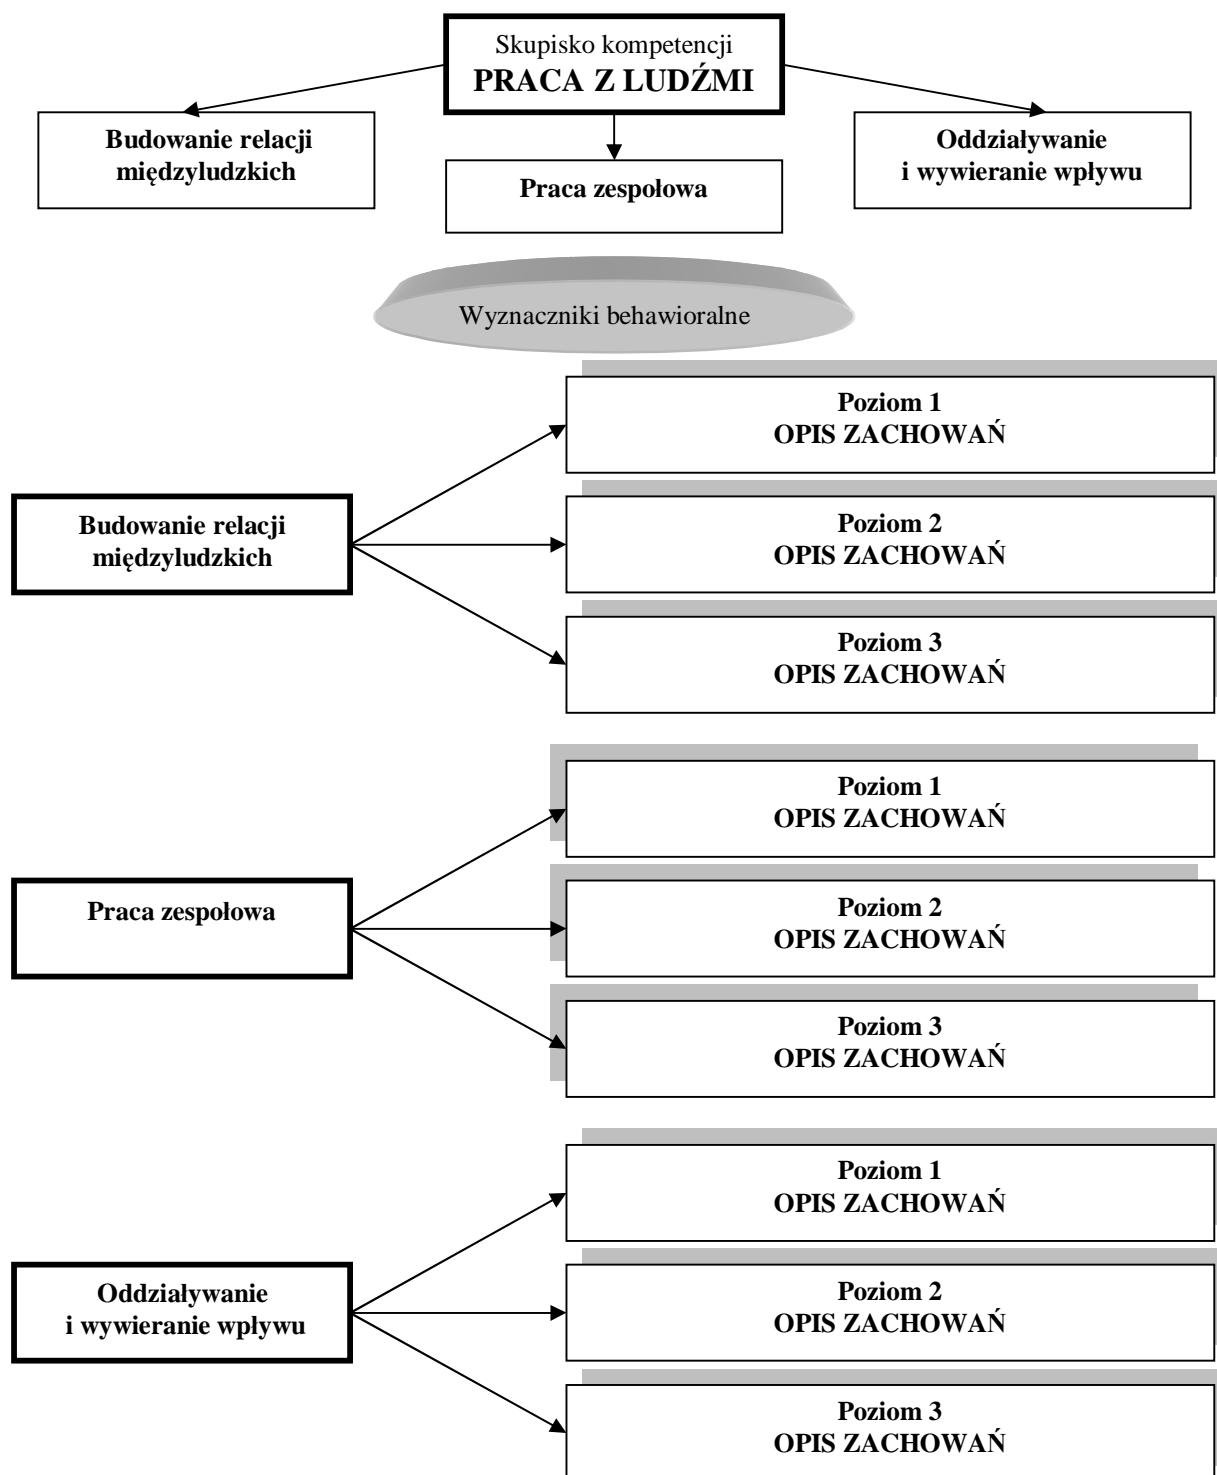 Skupisko kompetencji
PRACA Z LUDŹMI
Budowanie relacji
międzyludzkich
Praca zespołowa
Oddziaływanie
i wywieranie wpływu
Wyznaczniki behawioralne
Budowanie relacji
międzyludzkich
Poziom 1
OPIS ZACHOWAŃ
Poziom 2
OPIS ZACHOWAŃ
Poziom 3
OPIS ZACHOWAŃ
Praca zespołowa
Poziom 1
OPIS ZACHOWAŃ
Poziom 2
OPIS ZACHOWAŃ
Poziom 3
OPIS ZACHOWAŃ
Oddziaływanie
i wywieranie wpływu
Poziom 1
OPIS ZACHOWAŃ
Poziom 2
OPIS ZACHOWAŃ
Poziom 3
OPIS ZACHOWAŃ